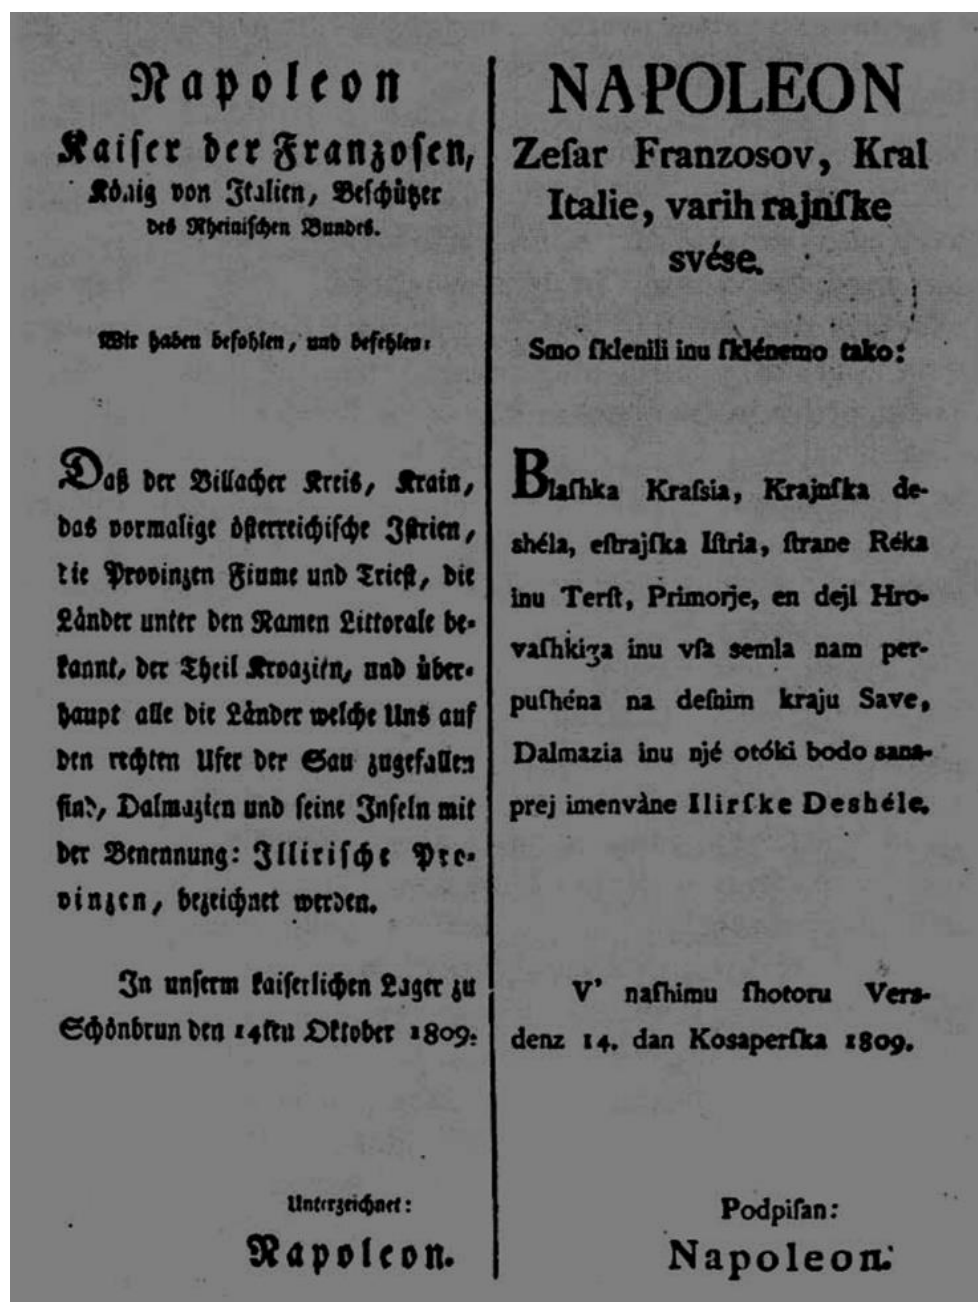 Napoleon
Kaiſer der Franzoſen,
König von Italien, Beſchützer
des Rheiniſchen Bundes.
Wir haben befohlen, und befehlen:
Daß der Billacher Kreis, Krain,
das vormalige öſterreichiſche Iſtrien,
die Provinzen Fiume und Trieſt, die
Länder unter den Namen Littorale be-
kannt, der Theil Kroazien, und über-
haupt alle die Länder welche Uns auf
den rechten Ufer der Sau zugefallen
ſind, Dalmazien und ſeine Inſeln mit
der Benennung: Illiriſche Pro-
vinzen, bezeichnet werden.
In unſerm kaiſerlichen Lager zu
Schönbrun den 14ten Oktober 1809.
Unterzeichnet:
Napoleon.
NAPOLEON
Zeſar Franzosov, Kral
Italie, varih rajnſke
svése.
Smo ſklenili inu ſklénemo tako:
Blaſhka Kraſsia, Krajnſka de-
shéla, eſtrajſka Iſtria, ſtrane Réka
inu Terſt, Primorje, en dejl Hro-
vaſhkiʒa inu vſa semla nam per-
puſhéna na deſnim kraju Save,
Dalmazia inu njé otóki bodo sana-
prej imenvàne Ilirſke Deshéle.
V' naſhimu ſhotoru Vers-
denz 14. dan Kosaperſka 1809.
Podpiſan:
Napoleon.